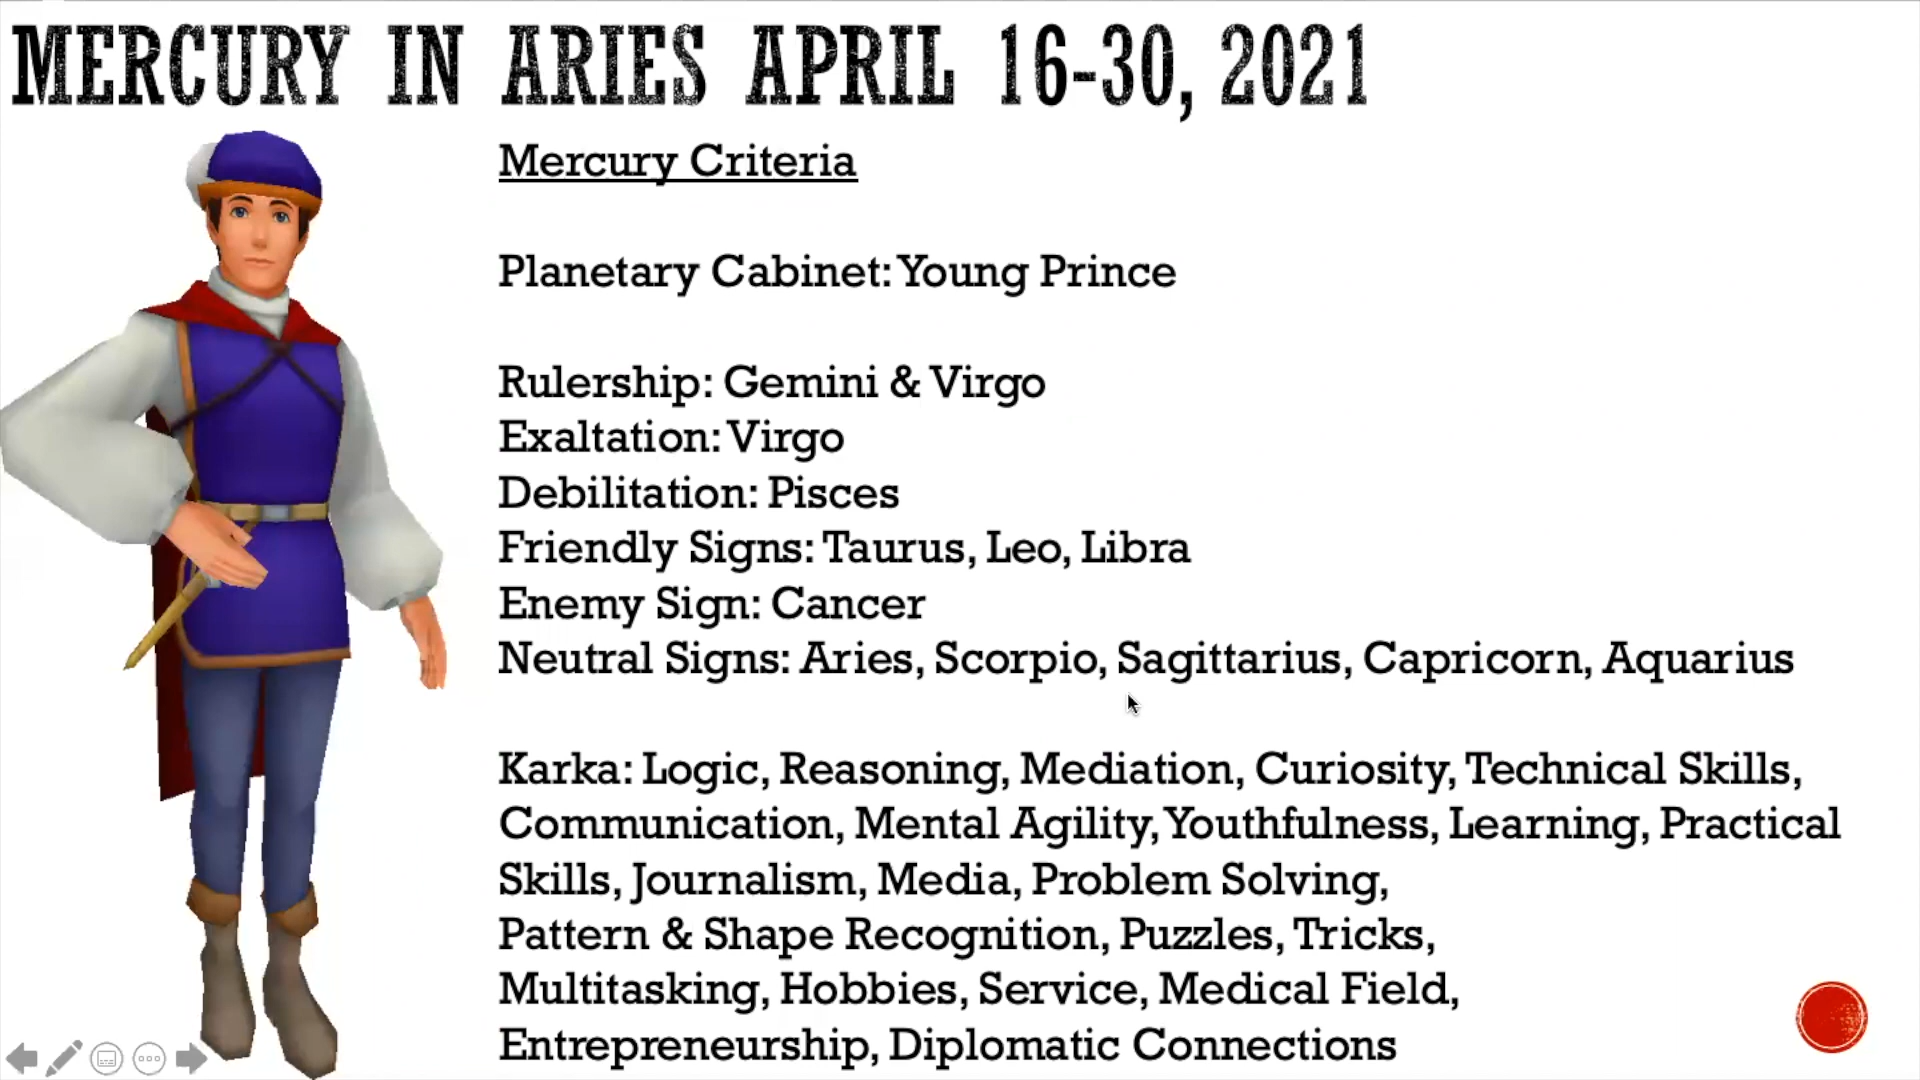 MERCURY IN ARIES APRIL 16-30, 2021
Mercury Criteria
Planetary Cabinet: Young Prince
Rulership: Gemini & Virgo
Exaltation: Virgo
Debilitation: Pisces
Friendly Signs: Taurus, Leo, Libra
Enemy Sign: Cancer
Neutral Signs: Aries, Scorpio, Sagittarius, Capricorn, Aquarius
Karka: Logic, Reasoning, Mediation, Curiosity, Technical Skills,
Communication, Mental Agility, Youthfulness, Learning, Practical
Skills, Journalism, Media, Problem Solving,
Pattern & Shape Recognition, Puzzles, Tricks,
Multitasking, Hobbies, Service, Medical Field,
Entrepreneurship, Diplomatic Connections